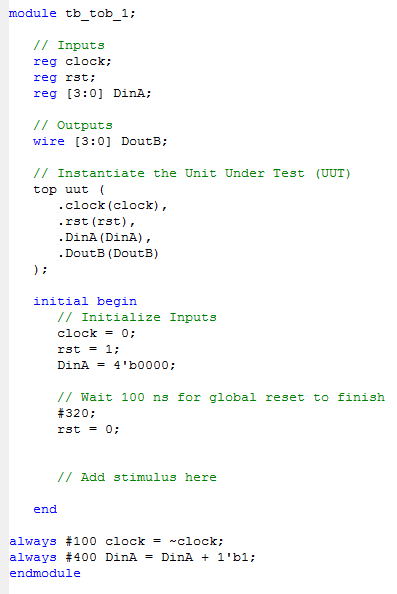 module tb_tob_1;
// Inputs
reg clock;
reg rst;
reg [3:0] DinA;
// Outputs
wire [3:0] DoutB;
// Instantiate the Unit Under Test (UUT)
top uut (
.clock(clock),
.rst(rst),
.DinA(DinA),
.DoutB(DoutB)
);
initial begin
// Initialize Inputs
clock = 0;
rst = 1;
DinA = 4'b0000;
// Wait 100 ns for global reset to finish
#320;
rst = 0;
// Add stimulus here
end
always #100 clock = ~clock;
always #400 DinA = DinA + 1'b1;
endmodule